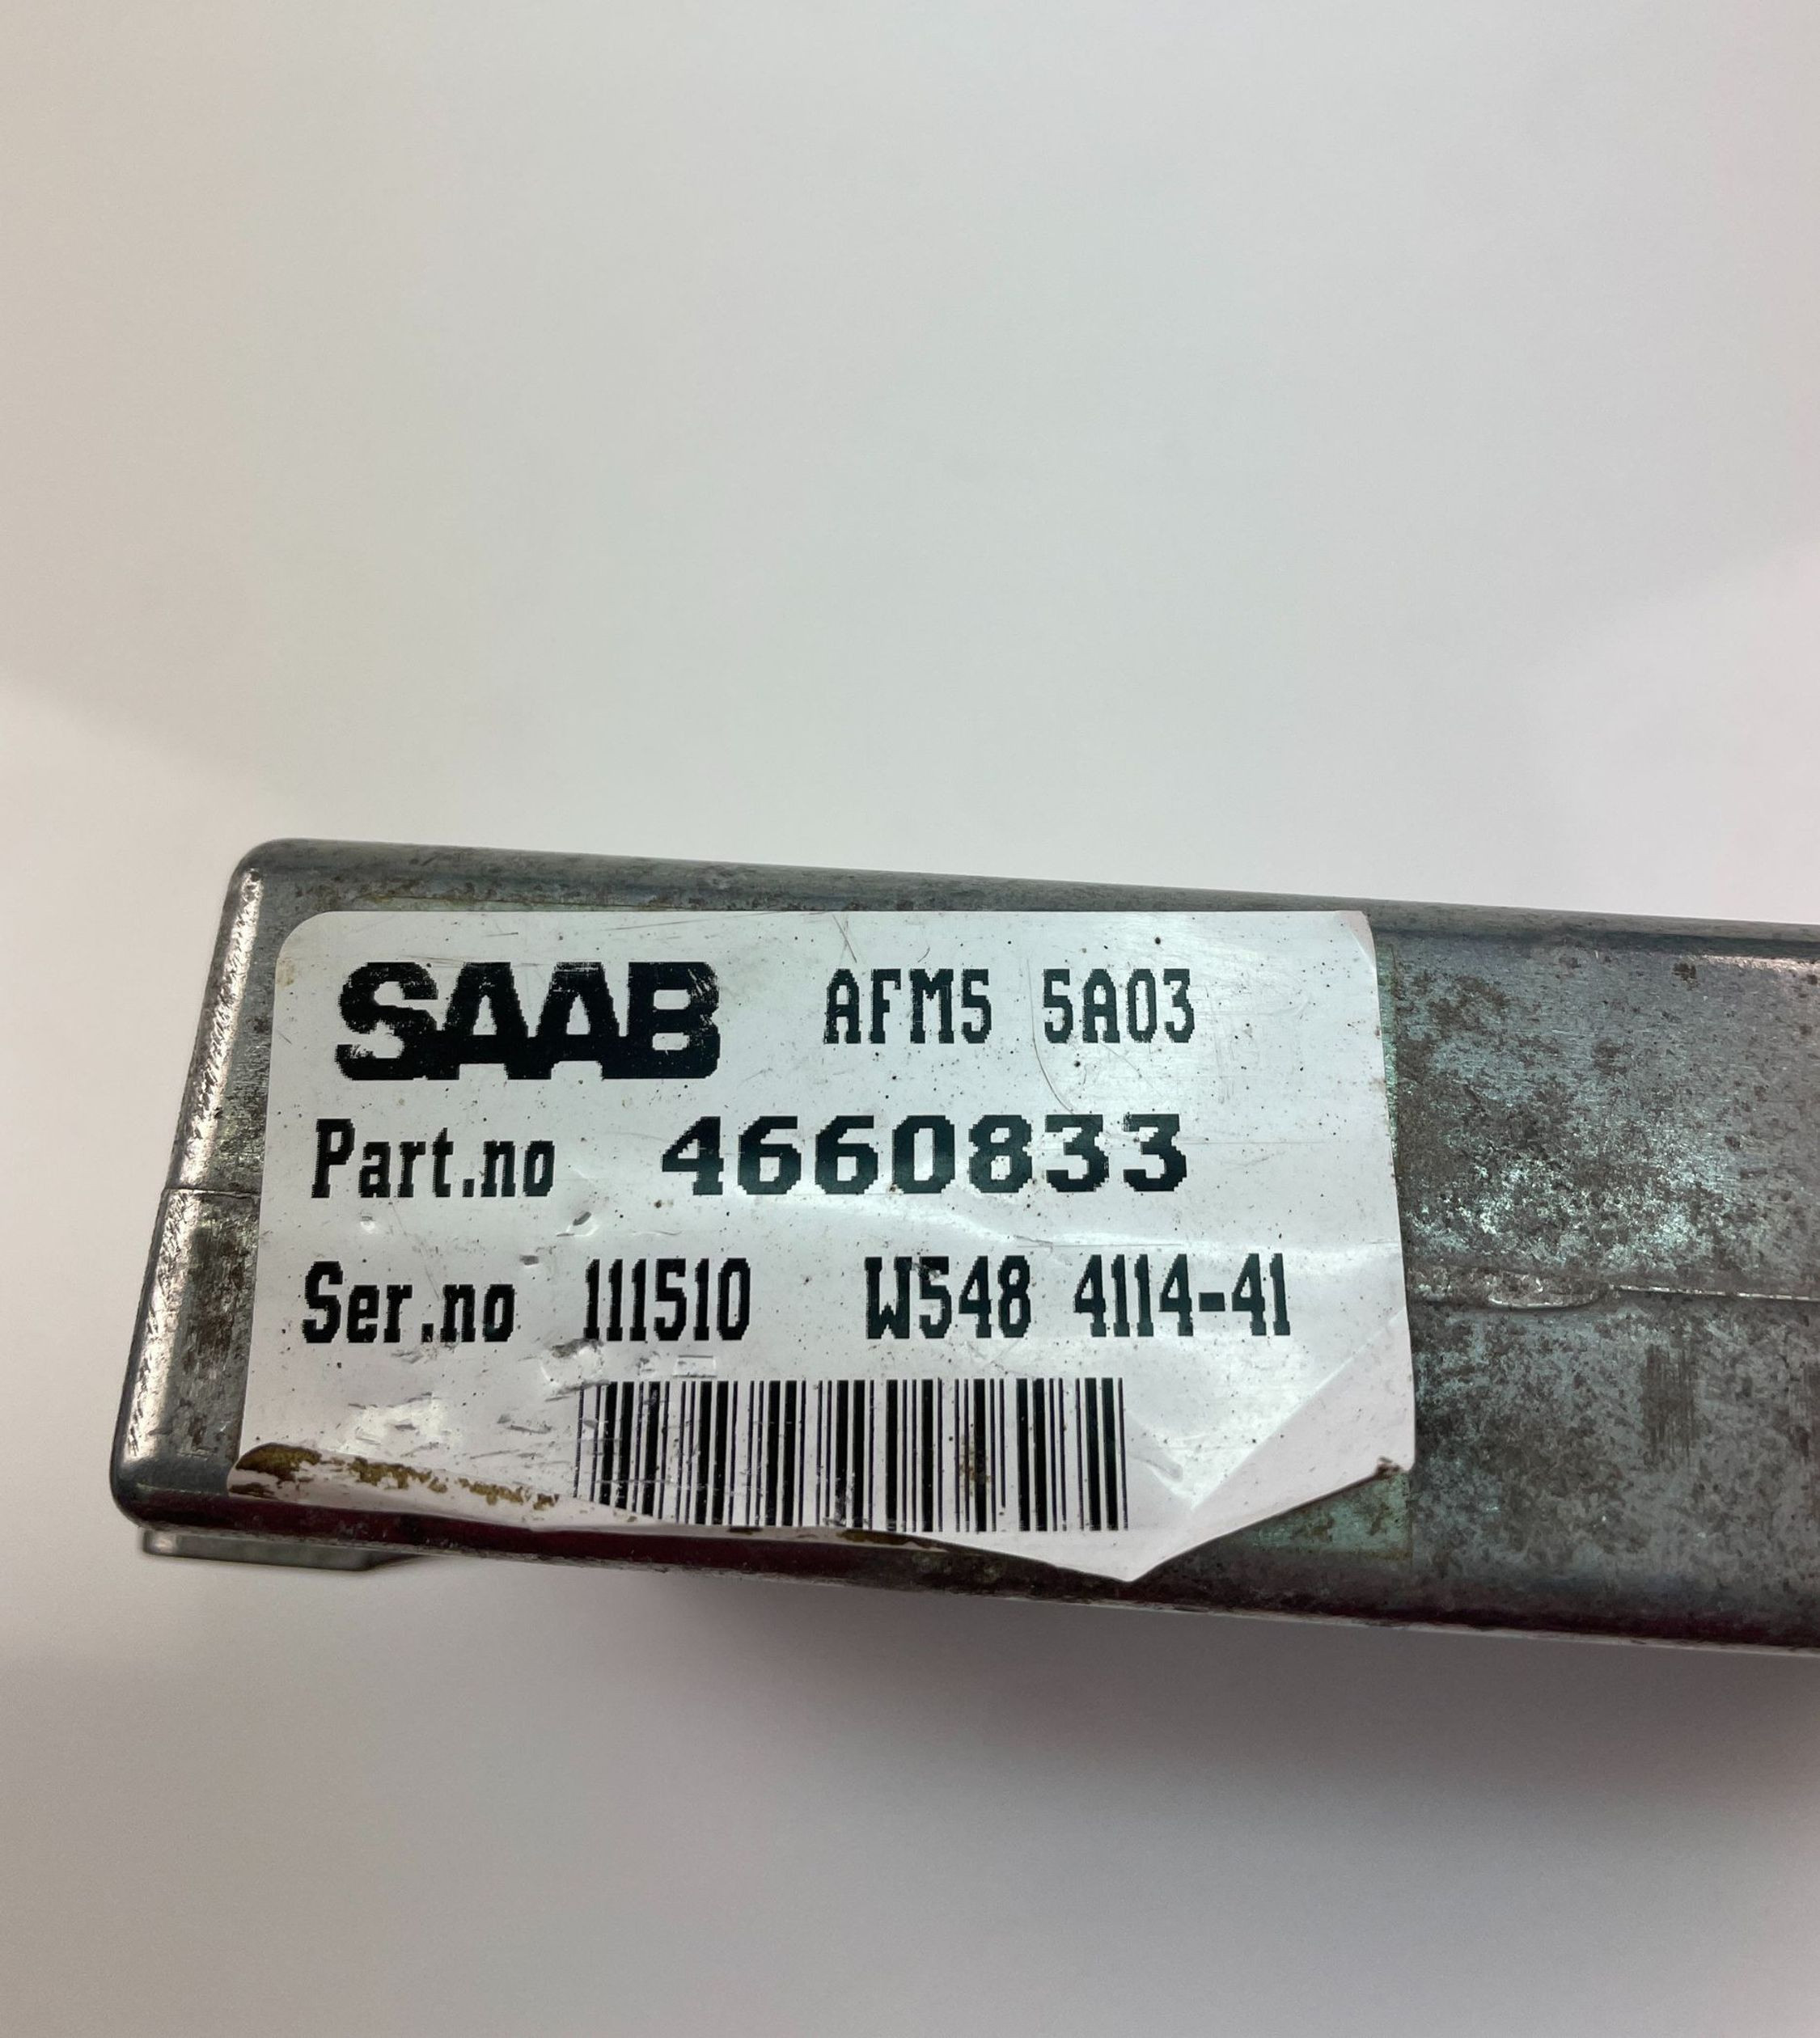 SAAB AFM5 5A03
Part.no 4660833
Ser.no 111510 W548 4114-41